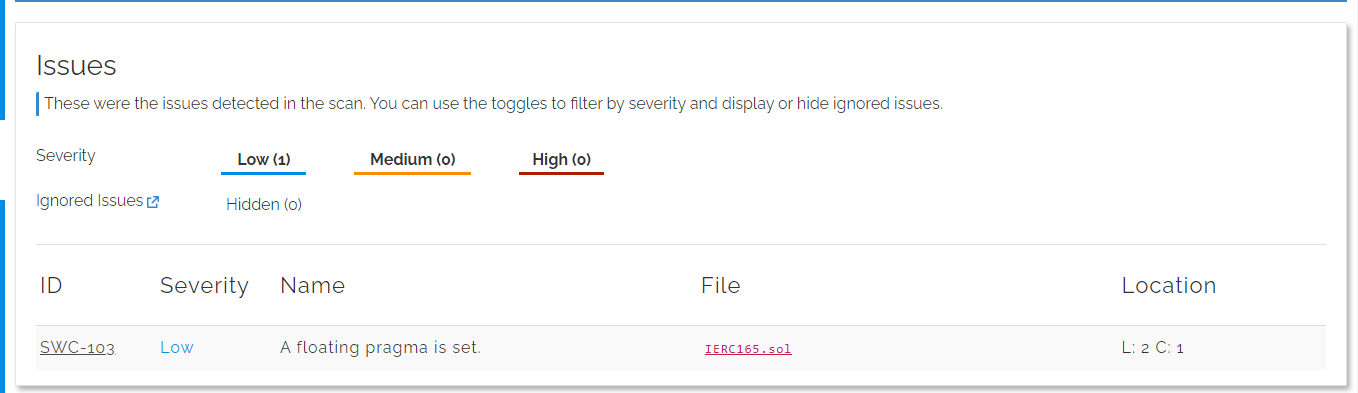 Issues
These were the issues detected in the scan. You can use the toggles to filter by severity and display or hide ignored issues.
Severity Low (1) Medium (0) High (0)
Ignored Issues Hidden (0)
ID Severity Name File Location
SWC-103 Low A floating pragma is set. IERC165.sol L: 2 C: 1